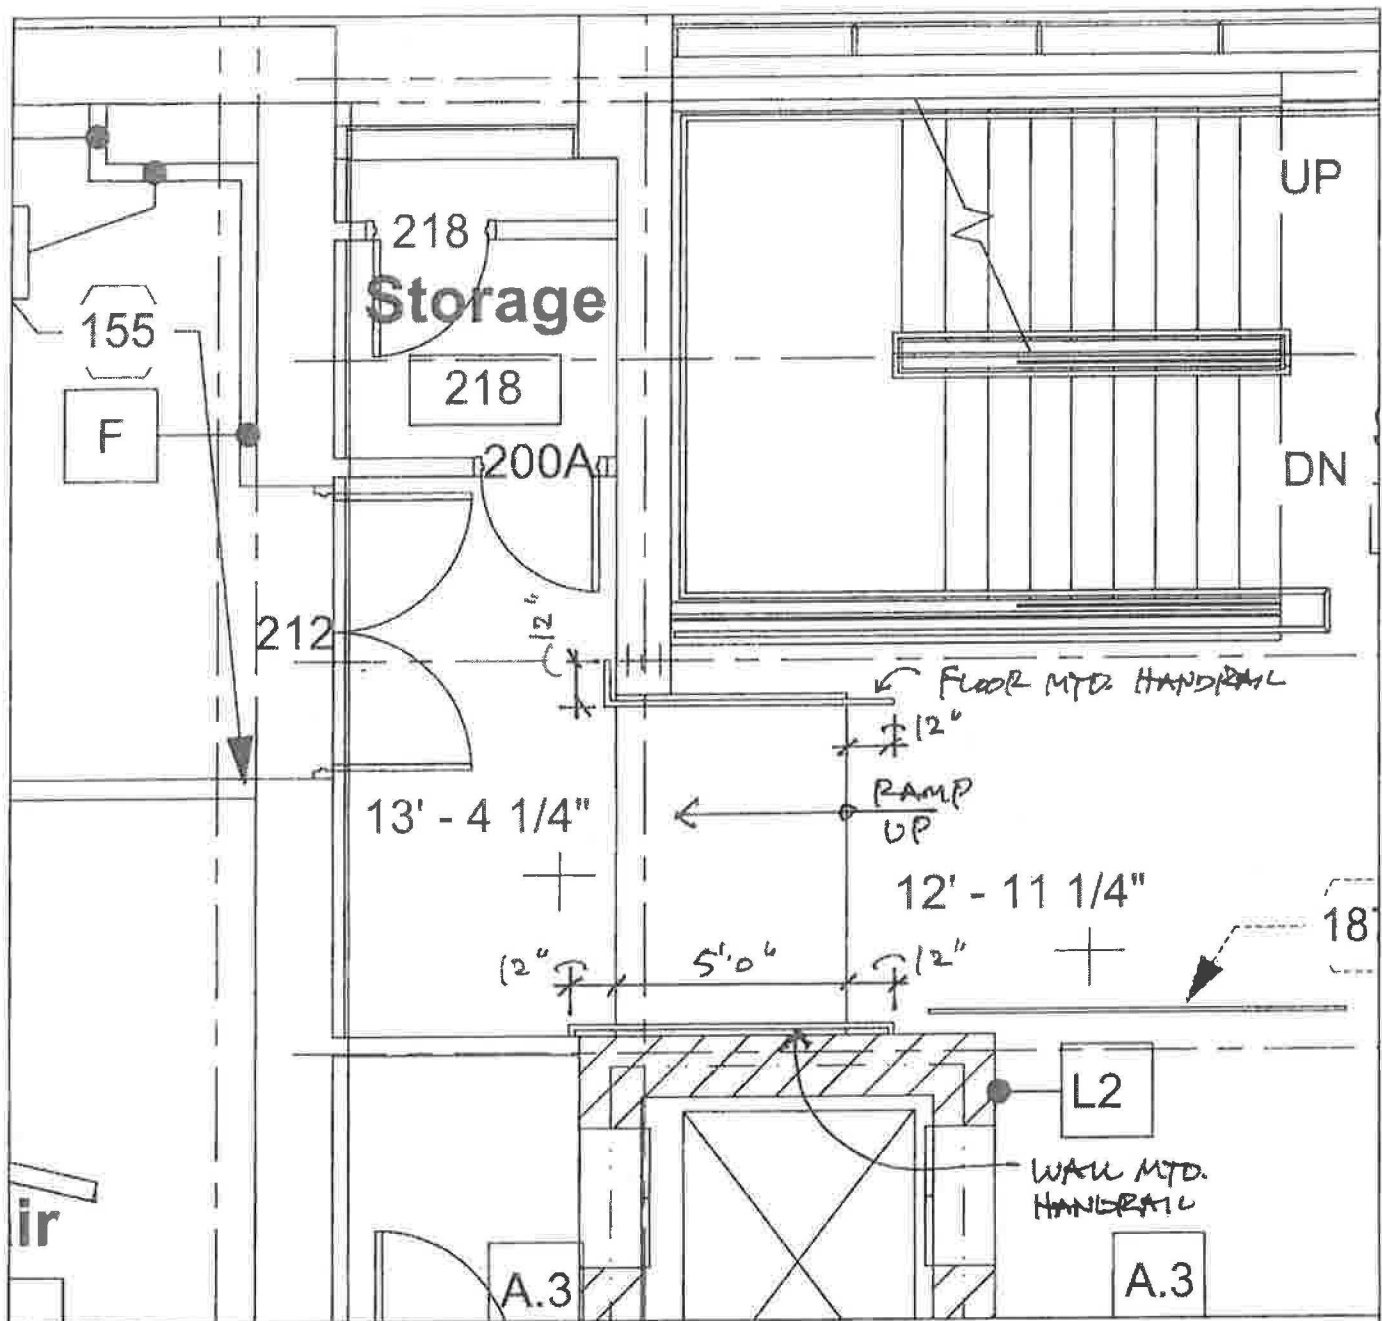 UP
218
Storage
155
218
F
200A
DN
12"
212
FLOOR MTD. HANDRAIL
12"
RAMP
UP
13' - 4 1/4"
12' - 11 1/4"
18
12"
5'0"
12"
L2
WALL MTD.
HANDRAIL
ir
A.3
A.3